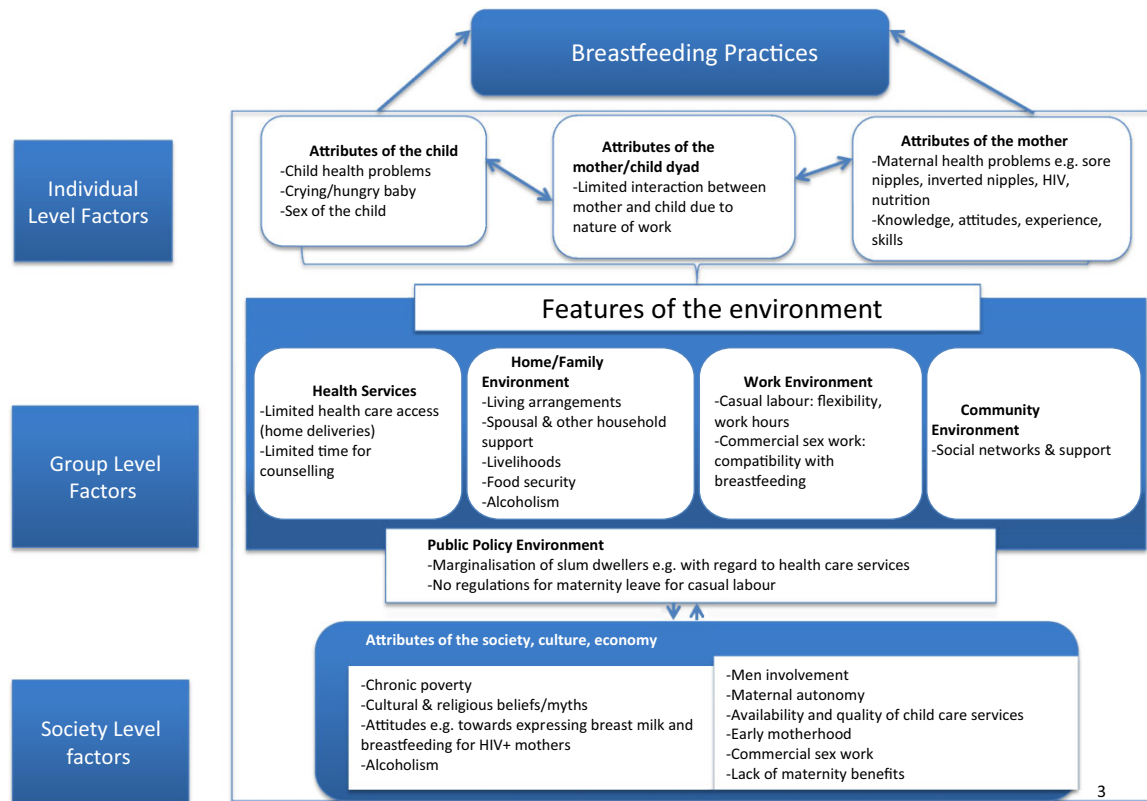 Breastfeeding Practices
Individual
Level Factors
Attributes of the child
-Child health problems
-Crying/hungry baby
-Sex of the child
Attributes of the
mother/child dyad
-Limited interaction between
mother and child due to
nature of work
Attributes of the mother
-Maternal health problems e.g. sore
nipples, inverted nipples, HIV,
nutrition
-Knowledge, attitudes, experience,
skills
Features of the environment
Group Level
Factors
Health Services
-Limited health care access
(home deliveries)
-Limited time for
counselling
Home/Family
Environment
-Living arrangements
-Spousal & other household
support
-Livelihoods
-Food security
-Alcoholism
Work Environment
-Casual labour: flexibility,
work hours
-Commercial sex work:
compatibility with
breastfeeding
Community
Environment
-Social networks & support
Public Policy Environment
-Marginalisation of slum dwellers e.g. with regard to health care services
-No regulations for maternity leave for casual labour
Society Level
factors
Attributes of the society, culture, economy
-Chronic poverty
-Cultural & religious beliefs/myths
-Attitudes e.g. towards expressing breast milk and
breastfeeding for HIV+ mothers
-Alcoholism
-Men involvement
-Maternal autonomy
-Availability and quality of child care services
-Early motherhood
-Commercial sex work
-Lack of maternity benefits
3